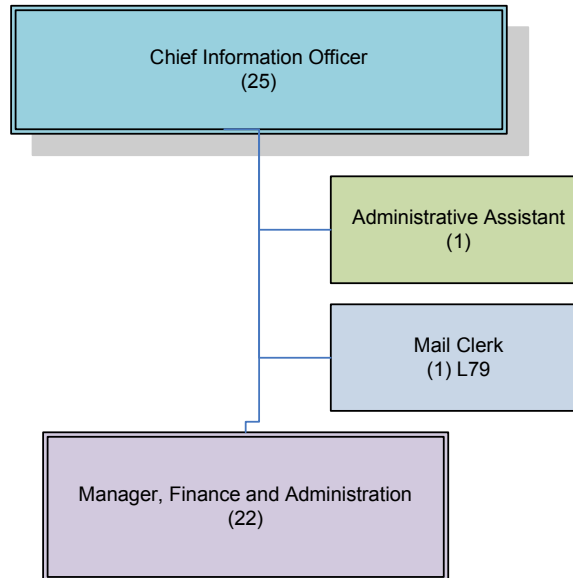 Chief Information Officer
(25)
Administrative Assistant
(1)
Mail Clerk
(1) L79
Manager, Finance and Administration
(22)